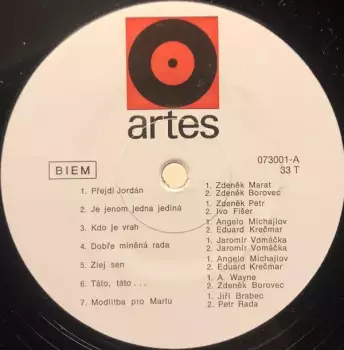 artes
BIEM
073001-A
33 T
1. Přejdi Jordán
1. Zdeněk Marat
2. Zdeněk Borovec
2. Je jenom jedna jediná
1. Zdeněk Petr
2. Ivo Fišer
3. Kdo je vrah
1. Angelo Michajlov
2. Eduard Krečmar
4. Dobře míněná rada
1. Jaromír Vomáčka
2. Jaromír Vomáčka
5. Zlej sen
1. Angelo Michajlov
2. Eduard Krečmar
6. Táto, táto...
1. A. Wayne
2. Zdeněk Borovec
7. Modlitba pro Martu
1. Jiří Brabec
2. Petr Rada